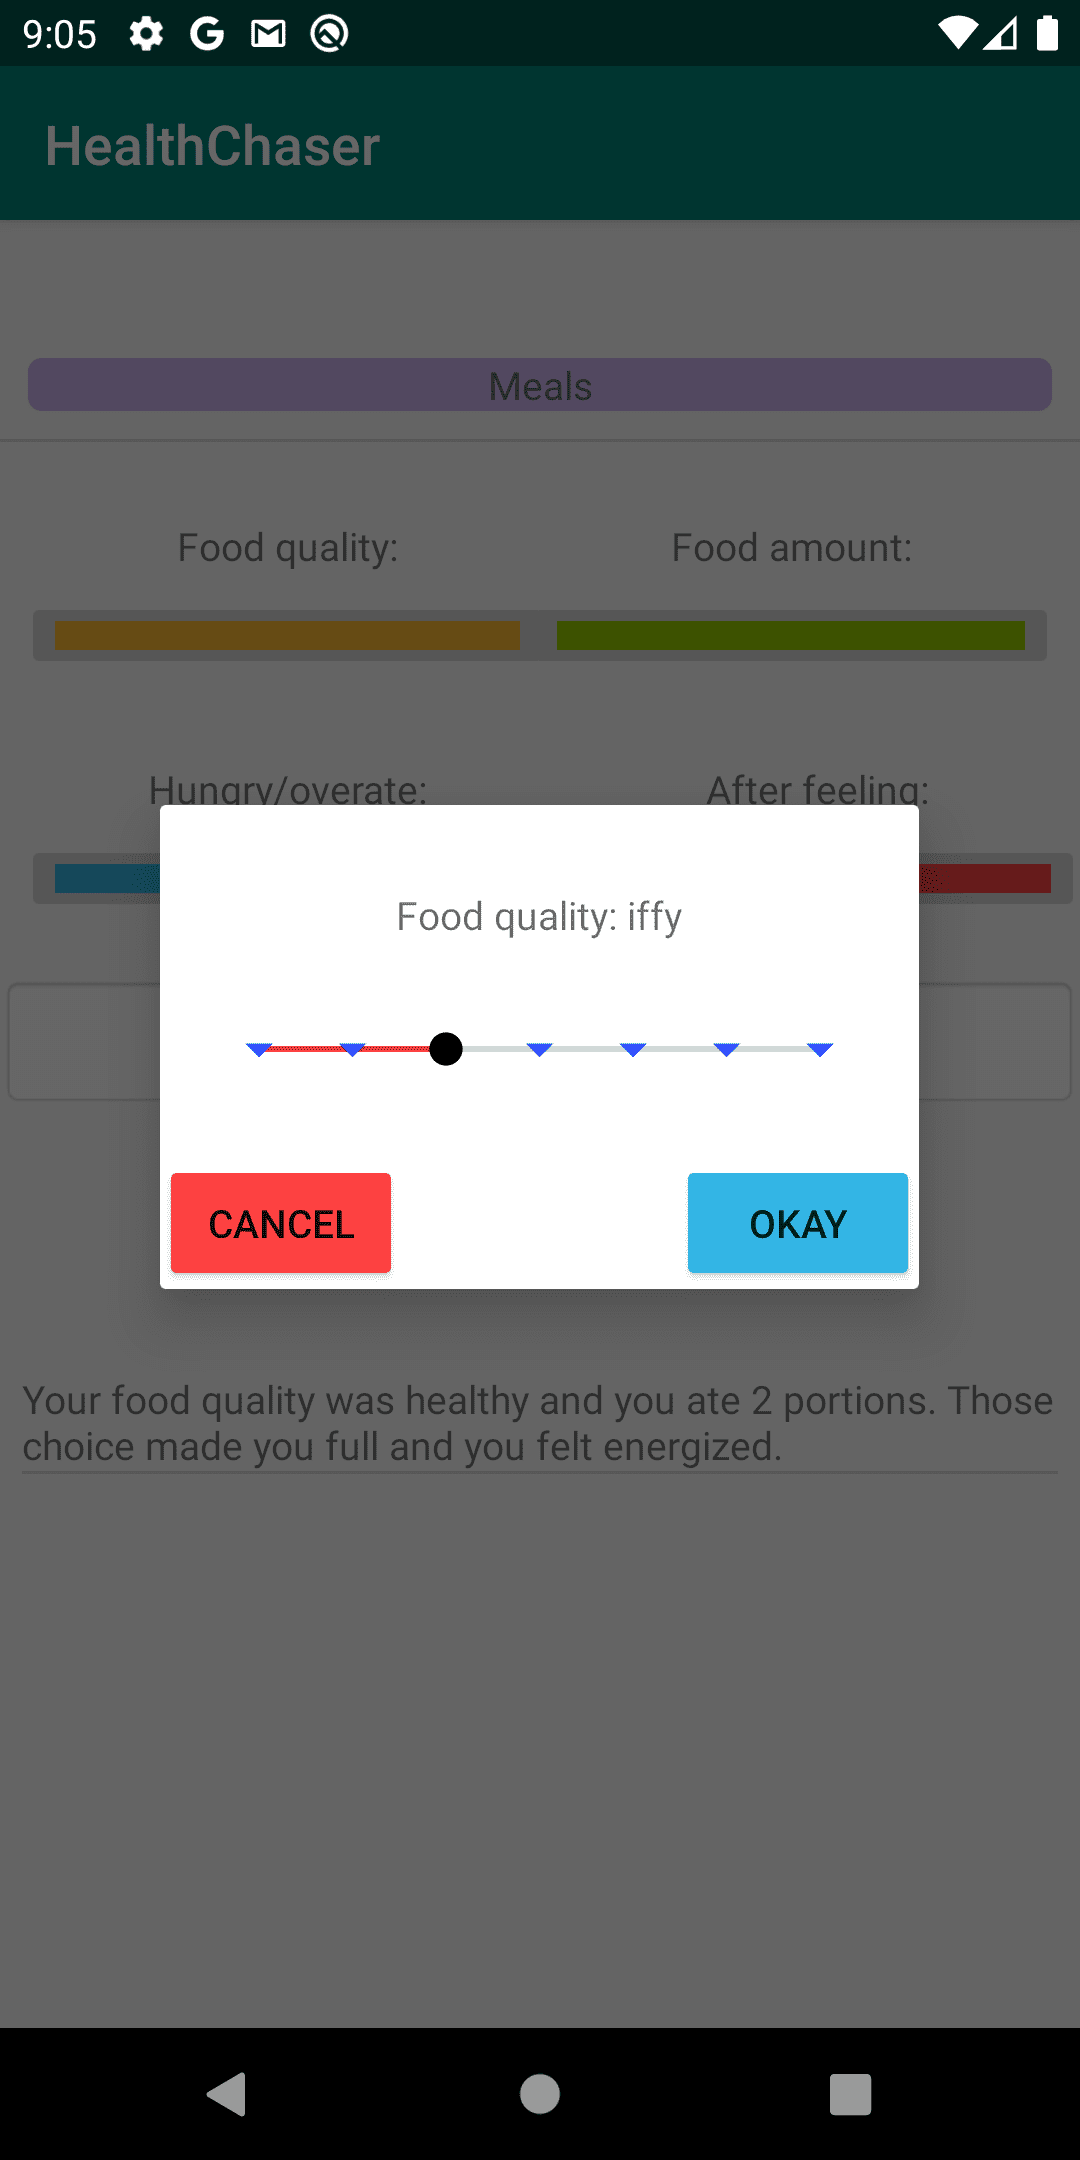 9:05
HealthChaser
Meals
Food quality:
Food amount:
Hungry/overate:
After feeling:
Food quality: iffy
CANCEL
OKAY
Your food quality was healthy and you ate 2 portions. Those
choice made you full and you felt energized.